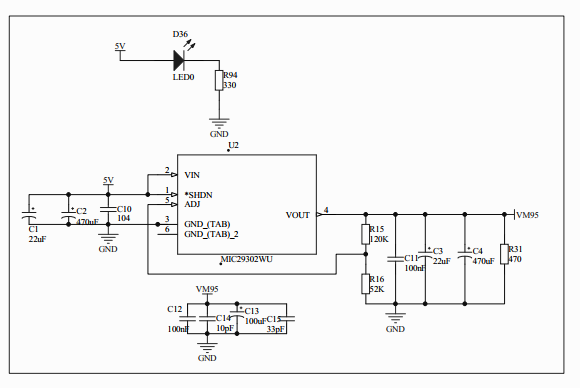 D36
5V
LED0
R94
330
GND
U2
2
VIN
5V
1
*SHDN
5
ADJ
C1
22uF
C2
470uF
C10
104
3
GND_(TAB)
6
GND_(TAB)_2
GND
VOUT
4
VM95
MIC29302WU
R15
120K
R16
52K
C11
100nF
C3
22uF
C4
470uF
R31
470
GND
VM95
C12
100nF
C14
10pF
C13
100uF
C15
33pF
GND